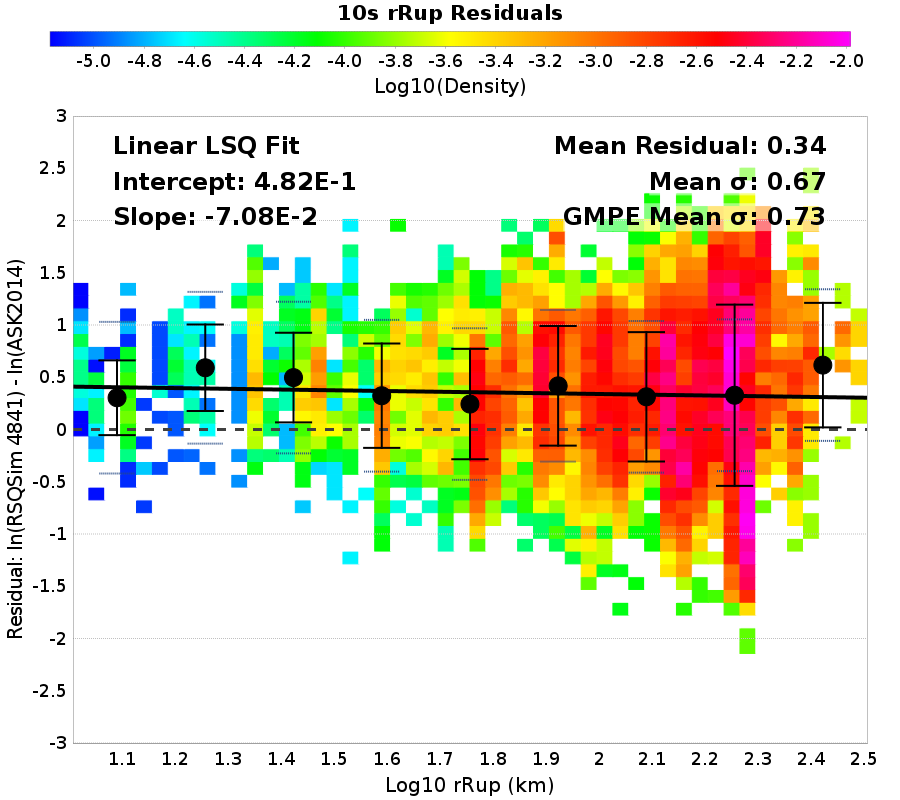 10s rRup Residuals
-5.0 -4.8 -4.6 -4.4 -4.2 -4.0 -3.8 -3.6 -3.4 -3.2 -3.0 -2.8 -2.6 -2.4 -2.2 -2.0
Log10(Density)
Linear LSQ Fit
Intercept: 4.82E-1
Slope: -7.08E-2
Mean Residual: 0.34
Mean σ: 0.67
GMPE Mean σ: 0.73
Residual: ln(RSQSim 4841) - ln(ASK2014)
3
2.5
2
1.5
1
0.5
0
-0.5
-1
-1.5
-2
-2.5
-3
1.1 1.2 1.3 1.4 1.5 1.6 1.7 1.8 1.9 2 2.1 2.2 2.3 2.4 2.5
Log10 rRup (km)